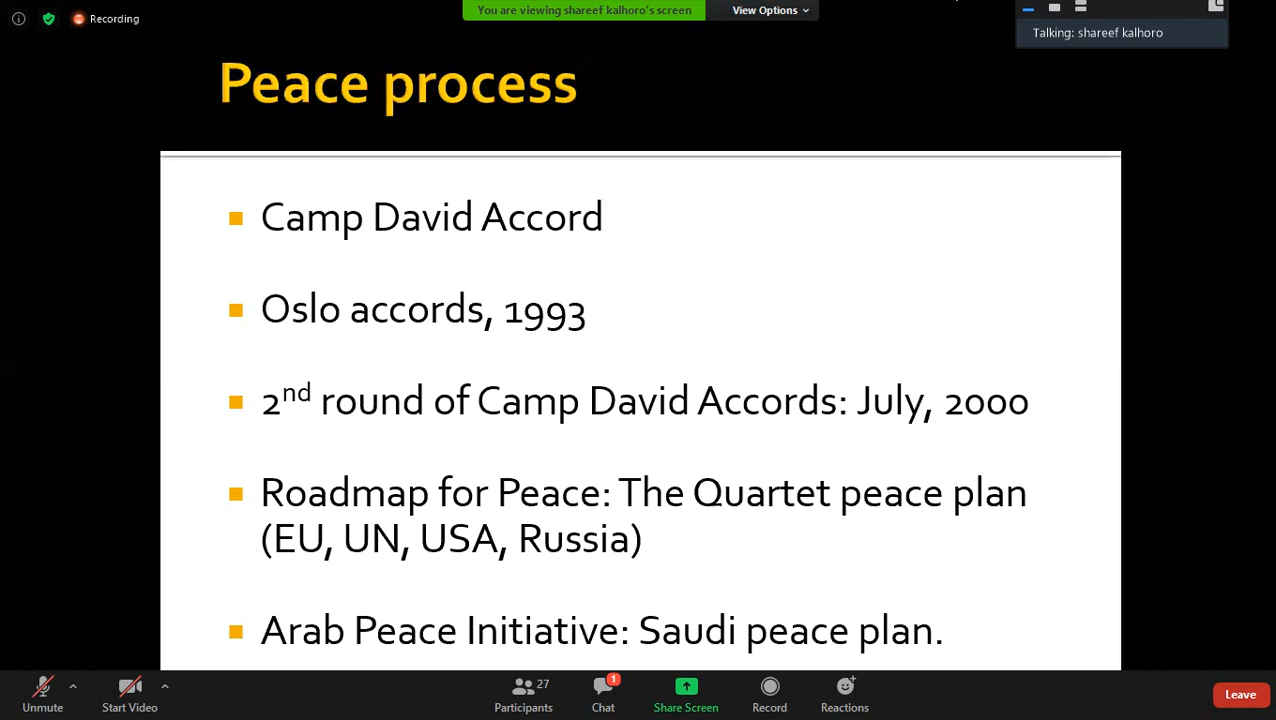 Recording
You are viewing shareef kalhoro's screen
View Options
Talking: shareef kalhoro
Peace process
Camp David Accord
Oslo accords, 1993
2nd round of Camp David Accords: July, 2000
Roadmap for Peace: The Quartet peace plan
(EU, UN, USA, Russia)
Arab Peace Initiative: Saudi peace plan.
Unmute
Start Video
27
Participants
1
Chat
Share Screen
Record
Reactions
Leave